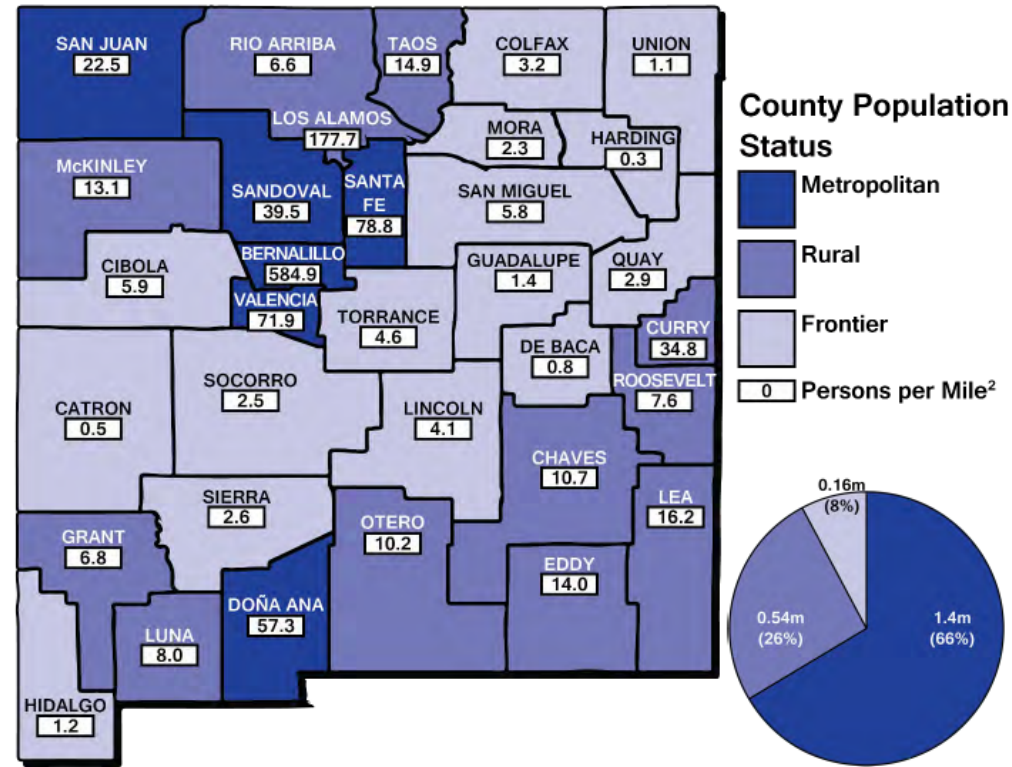 SAN JUAN
22.5
RIO ARRIBA
6.6
TAOS
14.9
COLFAX
3.2
UNION
1.1
LOS ALAMOS
177.7
MORA
2.3
HARDING
0.3
McKINLEY
13.1
SANDOVAL
39.5
SANTA
FE
78.8
SAN MIGUEL
5.8
BERNALILLO
584.9
CIBOLA
5.9
GUADALUPE
1.4
QUAY
2.9
VALENCIA
71.9
TORRANCE
4.6
CURRY
34.8
DE BACA
0.8
ROOSEVELT
7.6
SOCORRO
2.5
CATRON
0.5
LINCOLN
4.1
CHAVES
10.7
SIERRA
2.6
LEA
16.2
GRANT
6.8
OTERO
10.2
EDDY
14.0
DOÑA ANA
57.3
LUNA
8.0
HIDALGO
1.2
County Population
Status
Metropolitan
Rural
Frontier
0 Persons per Mile²
0.16m
(8%)
0.54m
(26%)
1.4m
(66%)